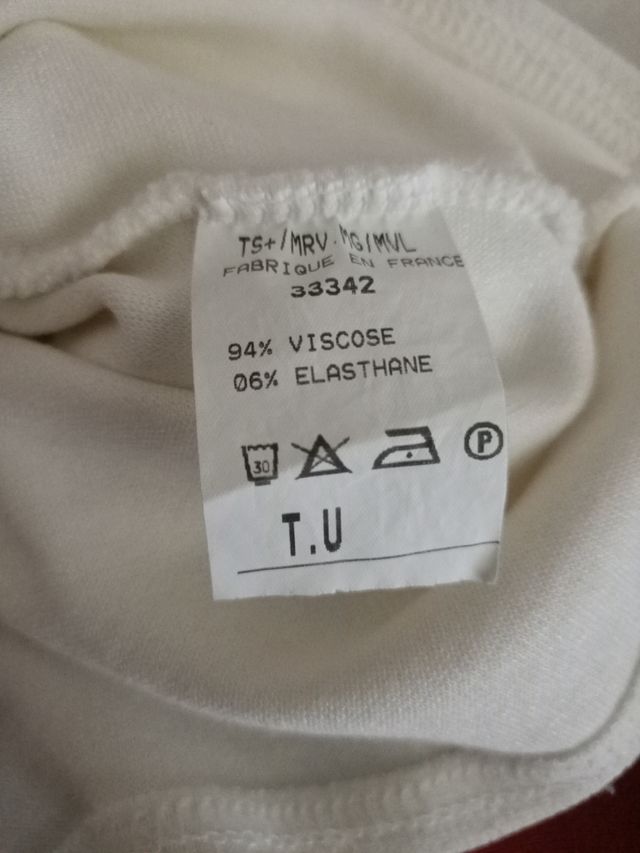 TS+/MRV.MG/MVL
FABRIQUE EN FRANCE
33342
94% VISCOSE
06% ELASTHANE
30 P
T.U